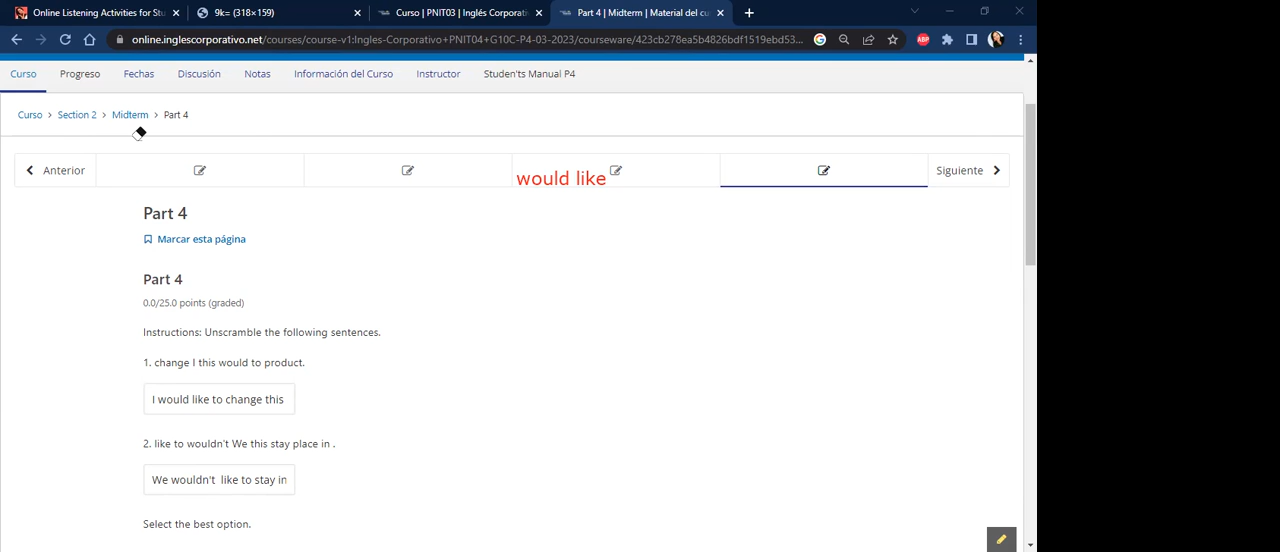 Online Listening Activities for Stu
9k= (318×159)
Curso | PNIT03 | Inglés Corporativ
Part 4 | Midterm | Material del cu
online.inglescorporativo.net/courses/course-v1:Ingles-Corporativo+PNIT04+G10C-P4-03-2023/courseware/423cb278ea5b4826bdf1519ebd53...
ABP
Curso
Progreso
Fechas
Discusión
Notas
Información del Curso
Instructor
Studen'ts Manual P4
Curso > Section 2 > Midterm > Part 4
Anterior
would like
Siguiente
Part 4
Marcar esta página
Part 4
0.0/25.0 points (graded)
Instructions: Unscramble the following sentences.
1. change I this would to product.
I would like to change this
2. like to wouldn't We this stay place in .
We wouldn't  like to stay in
Select the best option.